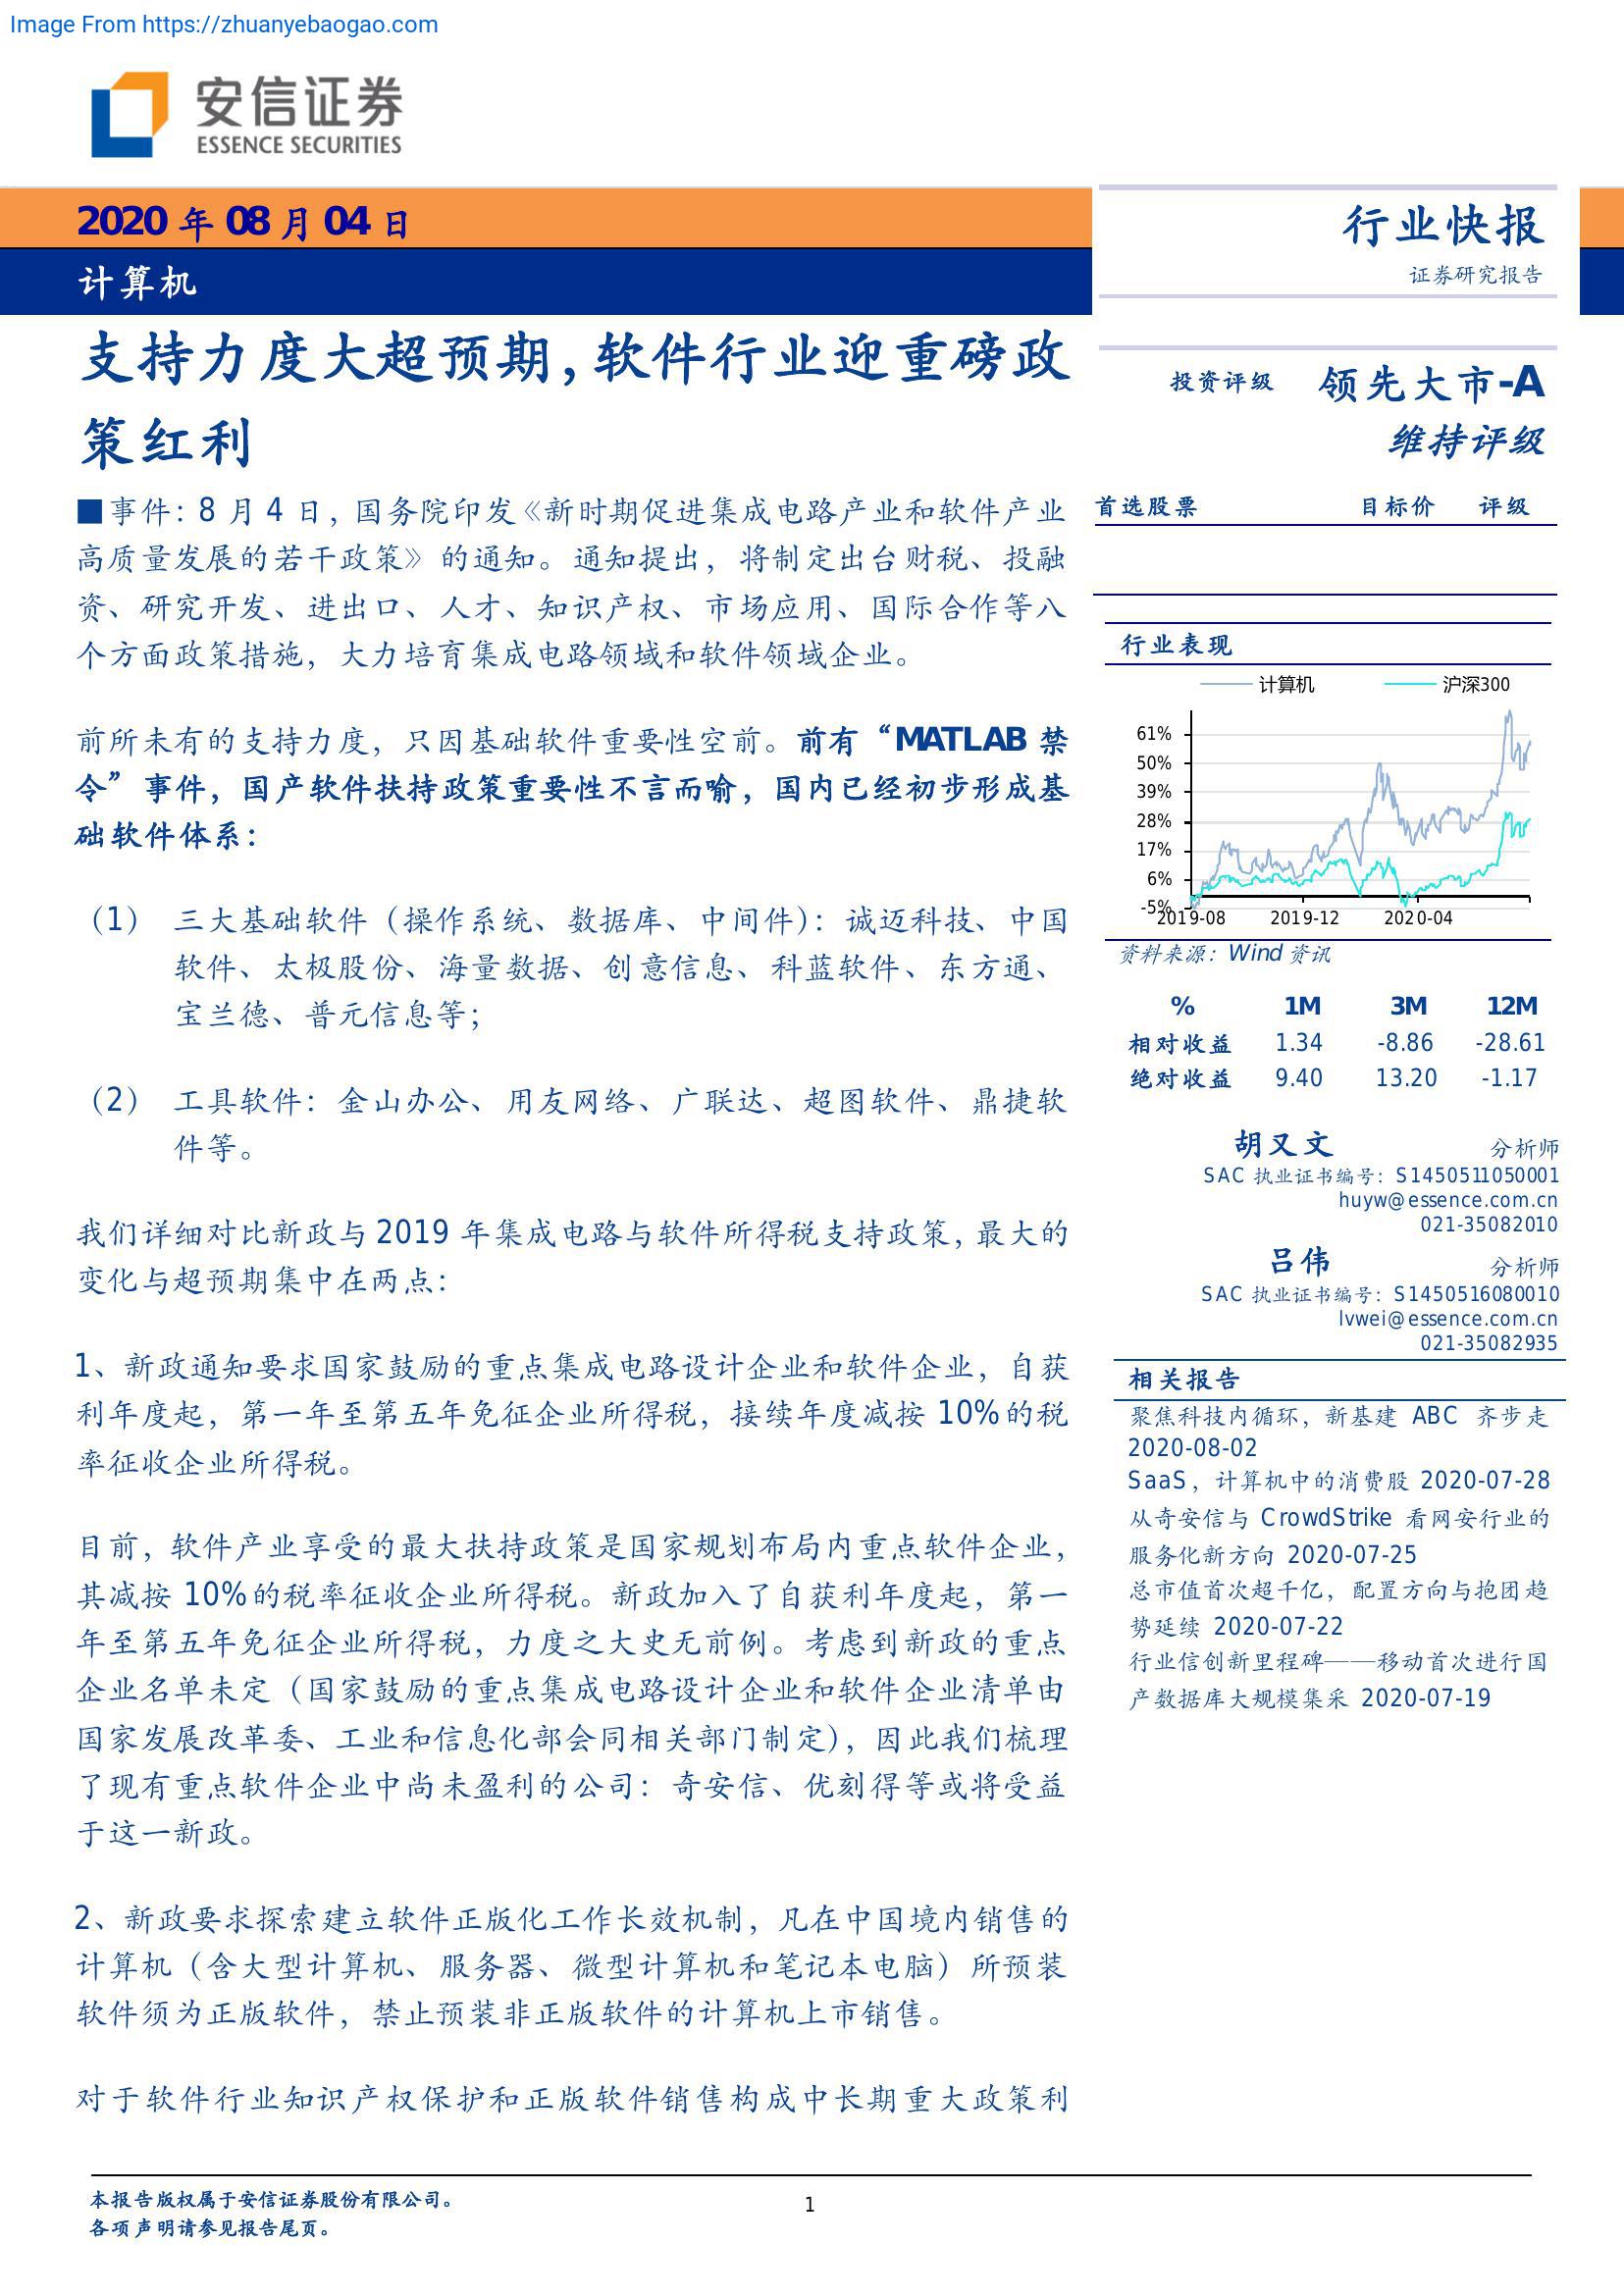 Image From https://zhuanyebaogao.com
安信证券
ESSENCE SECURITIES
2020 年 08 月 04 日
计算机
行业快报
证券研究报告
支持力度大超预期,软件行业迎重磅政
策红利
■事件：8 月 4 日，国务院印发《新时期促进集成电路产业和软件产业
高质量发展的若干政策》的通知。通知提出，将制定出台财税、投融
资、研究开发、进出口、人才、知识产权、市场应用、国际合作等八
个方面政策措施，大力培育集成电路领域和软件领域企业。
前所未有的支持力度，只因基础软件重要性空前。前有“MATLAB 禁
令”事件，国产软件扶持政策重要性不言而喻，国内已经初步形成基
础软件体系：
（1） 三大基础软件（操作系统、数据库、中间件）：诚迈科技、中国
软件、太极股份、海量数据、创意信息、科蓝软件、东方通、
宝兰德、普元信息等；
（2） 工具软件：金山办公、用友网络、广联达、超图软件、鼎捷软
件等。
我们详细对比新政与 2019 年集成电路与软件所得税支持政策,最大的
变化与超预期集中在两点：
1、新政通知要求国家鼓励的重点集成电路设计企业和软件企业，自获
利年度起，第一年至第五年免征企业所得税，接续年度减按 10%的税
率征收企业所得税。
目前，软件产业享受的最大扶持政策是国家规划布局内重点软件企业，
其减按 10%的税率征收企业所得税。新政加入了自获利年度起，第一
年至第五年免征企业所得税，力度之大史无前例。考虑到新政的重点
企业名单未定（国家鼓励的重点集成电路设计企业和软件企业清单由
国家发展改革委、工业和信息化部会同相关部门制定），因此我们梳理
了现有重点软件企业中尚未盈利的公司：奇安信、优刻得等或将受益
于这一新政。
2、新政要求探索建立软件正版化工作长效机制，凡在中国境内销售的
计算机（含大型计算机、服务器、微型计算机和笔记本电脑）所预装
软件须为正版软件，禁止预装非正版软件的计算机上市销售。
对于软件行业知识产权保护和正版软件销售构成中长期重大政策利
投资评级 领先大市-A
维持评级
首选股票 目标价 评级
行业表现
计算机 沪深300
61%
50%
39%
28%
17%
6%
-5%
2019-08 2019-12 2020-04
资料来源：Wind 资讯
% 1M 3M 12M
相对收益 1.34 -8.86 -28.61
绝对收益 9.40 13.20 -1.17
胡又文 分析师
SAC 执业证书编号：S1450511050001
huyw@essence.com.cn
021-35082010
吕伟 分析师
SAC 执业证书编号：S1450516080010
lvwei@essence.com.cn
021-35082935
相关报告
聚焦科技内循环，新基建 ABC 齐步走
2020-08-02
SaaS，计算机中的消费股 2020-07-28
从奇安信与 CrowdStrike 看网安行业的
服务化新方向 2020-07-25
总市值首次超千亿，配置方向与抱团趋
势延续 2020-07-22
行业信创新里程碑——移动首次进行国
产数据库大规模集采 2020-07-19
本报告版权属于安信证券股份有限公司。
各项声明请参见报告尾页。
1